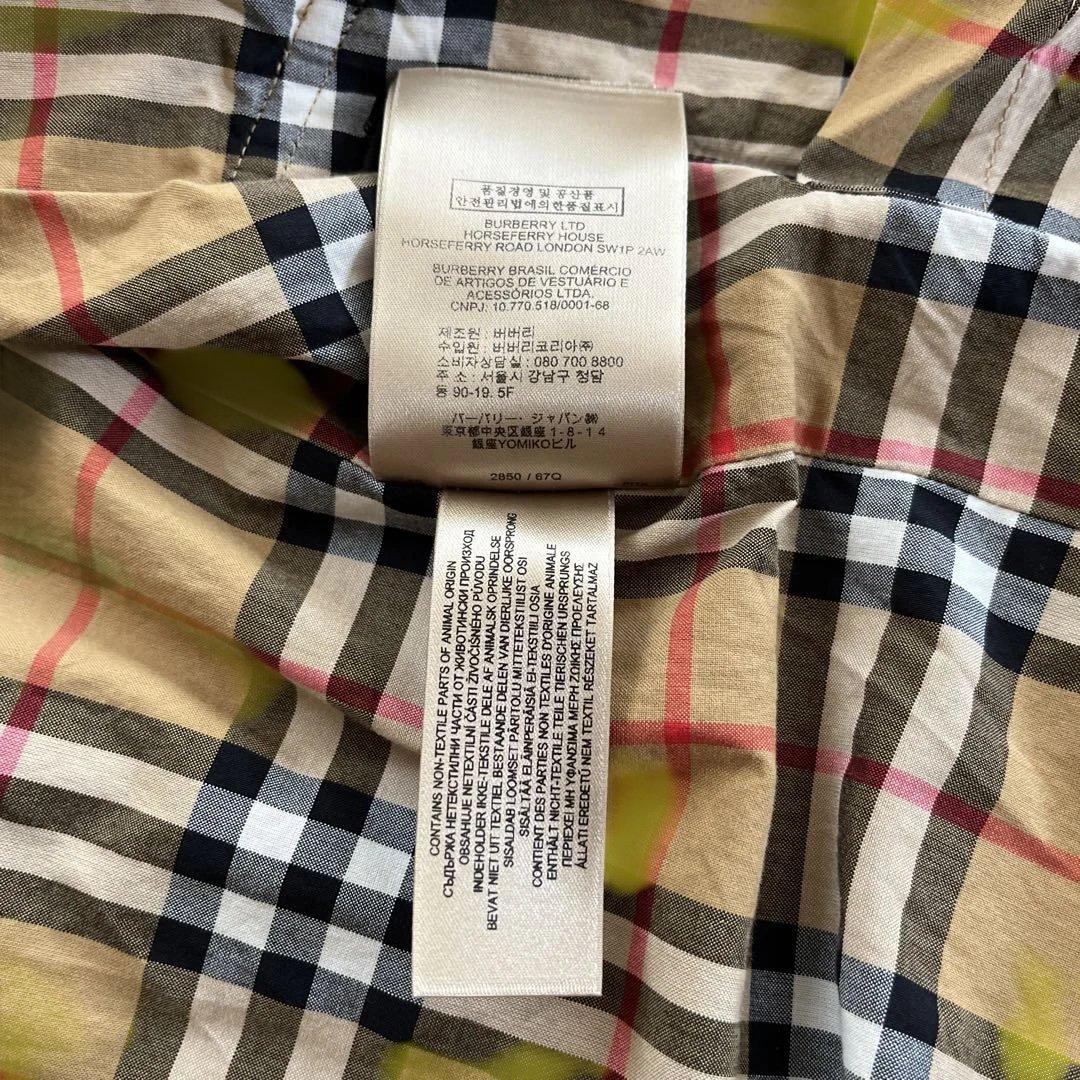 품질경영 및 공산품
안전관리법에의한품질표시
BURBERRY LTD
HORSEFERRY HOUSE
HORSEFERRY ROAD LONDON SW1P 2AW
BURBERRY BRASIL COMÉRCIO
DE ARTIGOS DE VESTUÁRIO E
ACESSÓRIOS LTDA.
CNPJ: 10.770.518/0001-68
제조원 : 버버리
수입원 : 버버리코리아㈜
소비자상담실 : 080 700 8800
주 소 : 서울시 강남구 청담
동 90-19. 5F
バーバリー・ジャパン㈱
東京都中央区銀座1-8-14
銀座YOMIKOビル
2850 / 67Q
CONTAINS NON-TEXTILE PARTS OF ANIMAL ORIGIN
СЪДЪРЖА НЕТЕКСТИЛНИ ЧАСТИ ОТ ЖИВОТИНСКИ ПРОИЗХОД
OBSAHUJE NETEXTILNÍ ČÁSTI ŽIVOČIŠNÉHO PŮVODU
INDEHOLDER IKKE-TEKSTILE DELE AF ANIMALSK OPRINDELSE
BEVAT NIET UIT TEXTIEL BESTAANDE DELEN VAN DIERLIJKE OORSPRONG
SISALDAB LOOMSET PÄRITOLU MITTETEKSTIILIST OSI
SISÄLTÄÄ ELÄINPERÄISIÄ EI-TEKSTIILI OSIA
CONTIENT DES PARTIES NON TEXTILES D'ORIGINE ANIMALE
ENTHÄLT NICHT-TEXTILE TEILE TIERISCHEN URSPRUNGS
ΠΕΡΙΕΧΕΙ ΜΗ ΥΦΑΝΣΙΜΑ ΜΕΡΗ ΖΩΙΚΗΣ ΠΡΟΕΛΕΥΣΗΣ
ÁLLATI EREDETŰ NEM TEXTIL RÉSZEKET TARTALMAZ